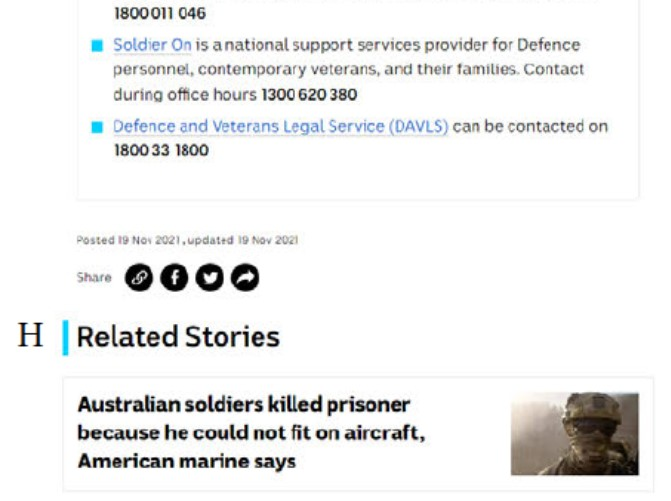 1800 011 046
Soldier On is a national support services provider for Defence
personnel, contemporary veterans, and their families. Contact
during office hours 1300 620 380
Defence and Veterans Legal Service (DAVLS) can be contacted on
1800 33 1800
Posted 19 Nov 2021, updated 19 Nov 2021
Share
H Related Stories
Australian soldiers killed prisoner
because he could not fit on aircraft,
American marine says